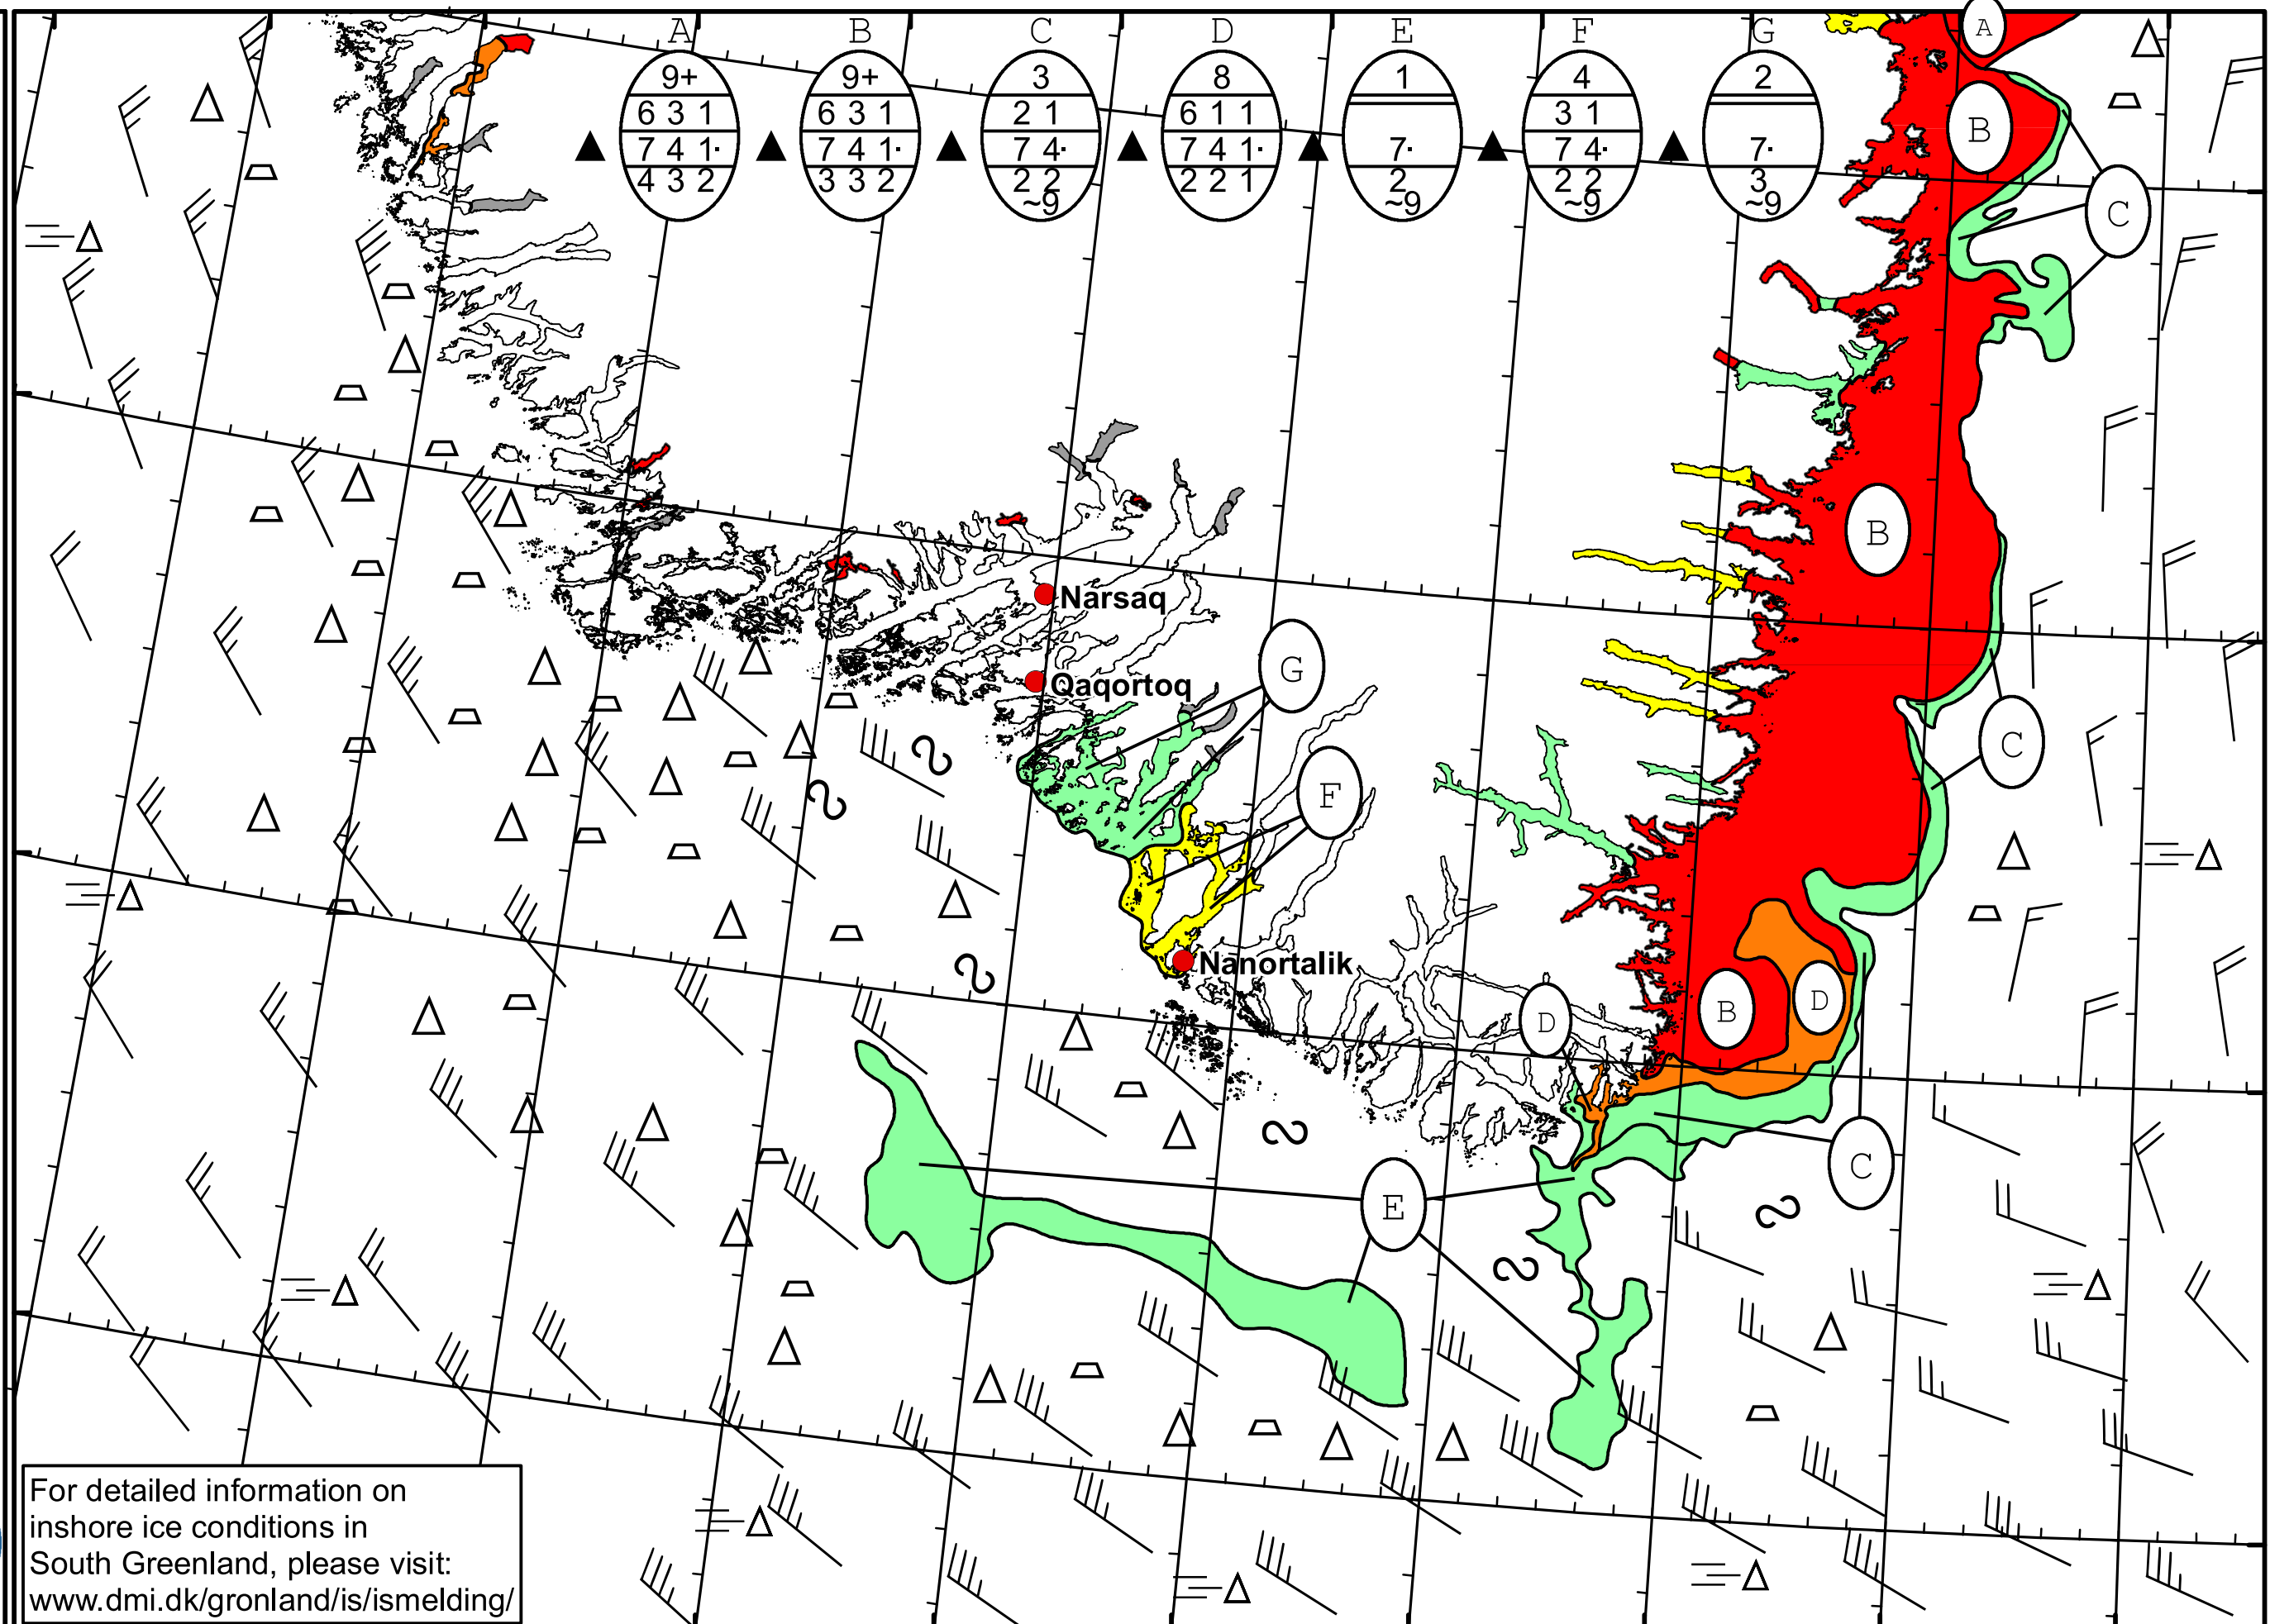 A B C D E F G
9+ 9+ 3 8 1 4 2
6 3 1 6 3 1 2 1 6 1 1 3 1
7 4 1· 7 4 1· 7 4· 7 4 1· 7· 7 4· 7·
4 3 2 3 3 2 2 2 2 2 1 2 2 2 3
~9 ~9 ~9 ~9
A
B
C
B
Narsaq
G
Qaqortoq
C
F
Nanortalik
D
B
D
C
E
For detailed information on
inshore ice conditions in
South Greenland, please visit:
www.dmi.dk/gronland/is/ismelding/